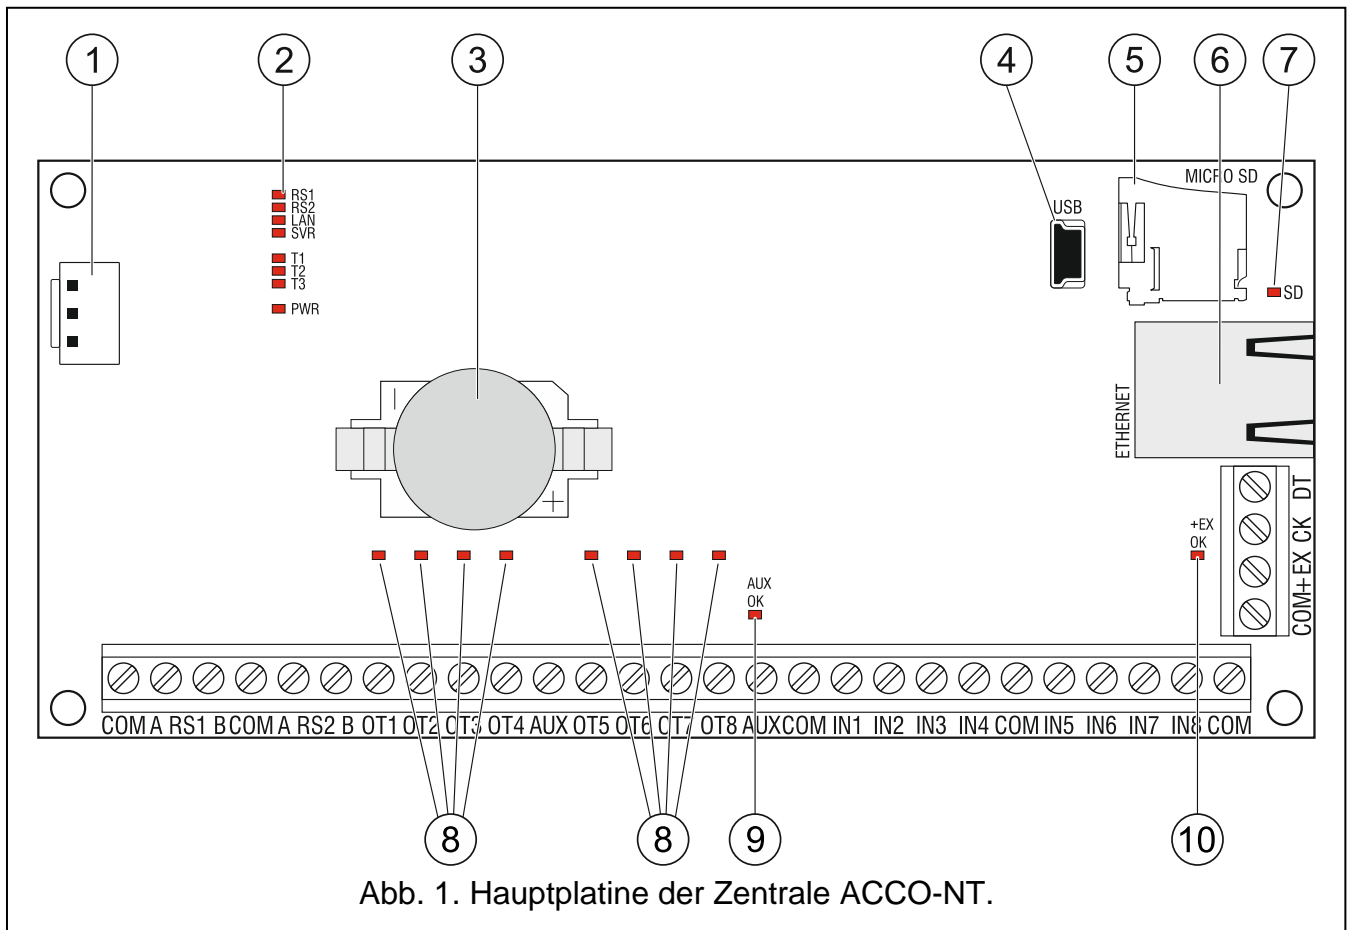 1 2 3 4 5 6 7
RS1
RS2
LAN
SVR
T1
T2
T3
PWR
USB
MICRO SD
SD
ETHERNET
COM+EX CK DT
+EX
OK
AUX
OK
COM A RS1 B COM A RS2 B OT1 OT2 OT3 OT4 AUX OT5 OT6 OT7 OT8 AUX COM IN1 IN2 IN3 IN4 COM IN5 IN6 IN7 IN8 COM
8 8 9 10
Abb. 1. Hauptplatine der Zentrale ACCO-NT.